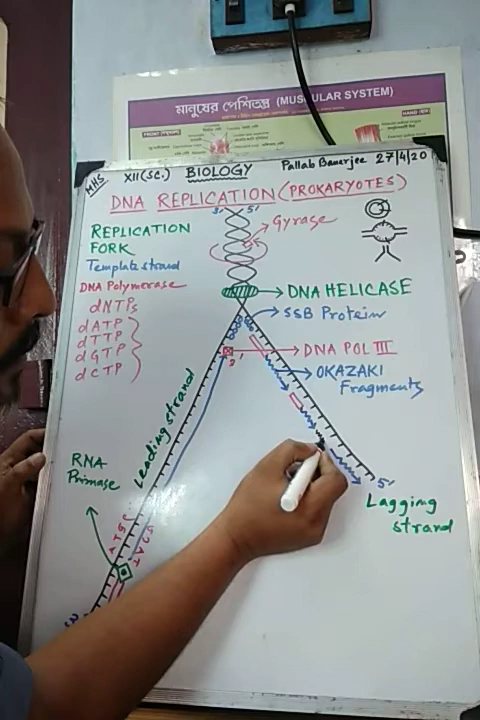 মানুষের পেশিতন্ত্র (MUSCULAR SYSTEM)
MHS XII(SC.) BIOLOGY Pallab Banerjee 27/4/20
DNA REPLICATION (PROKARYOTES)
3' 5'
Gyrase
REPLICATION
FORK
Template strand
DNA Polymerase
dNTPs
dATP
dTTP
dGTP
dCTP
DNA HELICASE
SSB Protein
DNA POL III
OKAZAKI
Fragments
Leading strand
RNA
Primase
5'
Lagging
strand